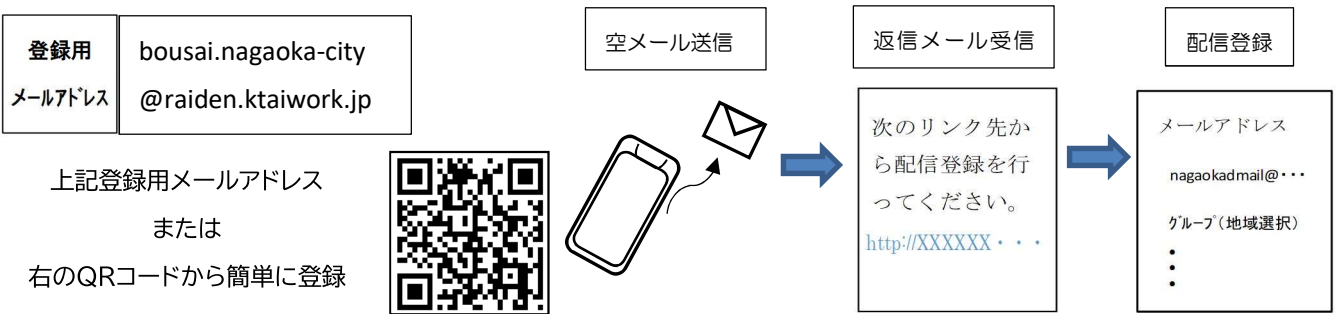 登録用
メールアドレス
bousai.nagaoka-city
@raiden.ktaiwork.jp
上記登録用メールアドレス
または
右のQRコードから簡単に登録
空メール送信
返信メール受信
次のリンク先か
ら配信登録を行
ってください。
http://XXXXXX・・・
配信登録
メールアドレス
nagaokadmail@・・・
グループ(地域選択)
•
•
•